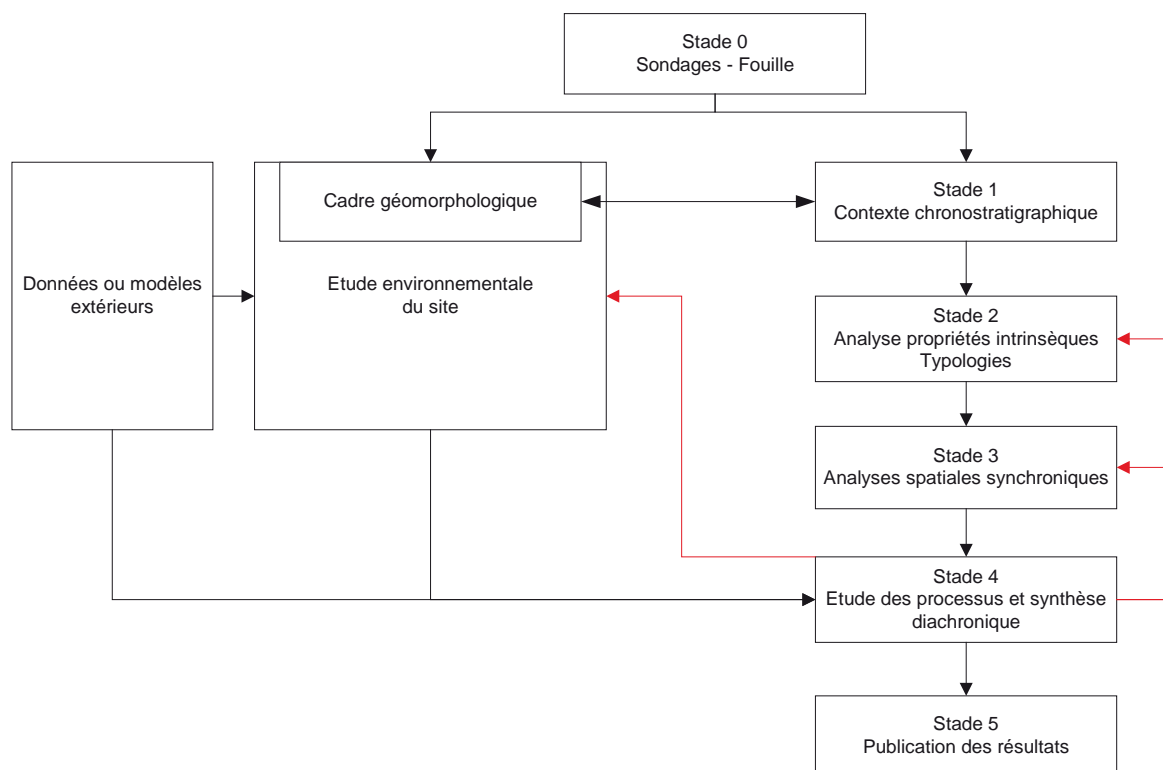 Stade 0
Sondages - Fouille
Cadre géomorphologique
Stade 1
Contexte chronostratigraphique
Données ou modèles
extérieurs
Etude environnementale
du site
Stade 2
Analyse propriétés intrinsèques
Typologies
Stade 3
Analyses spatiales synchroniques
Stade 4
Etude des processus et synthèse
diachronique
Stade 5
Publication des résultats